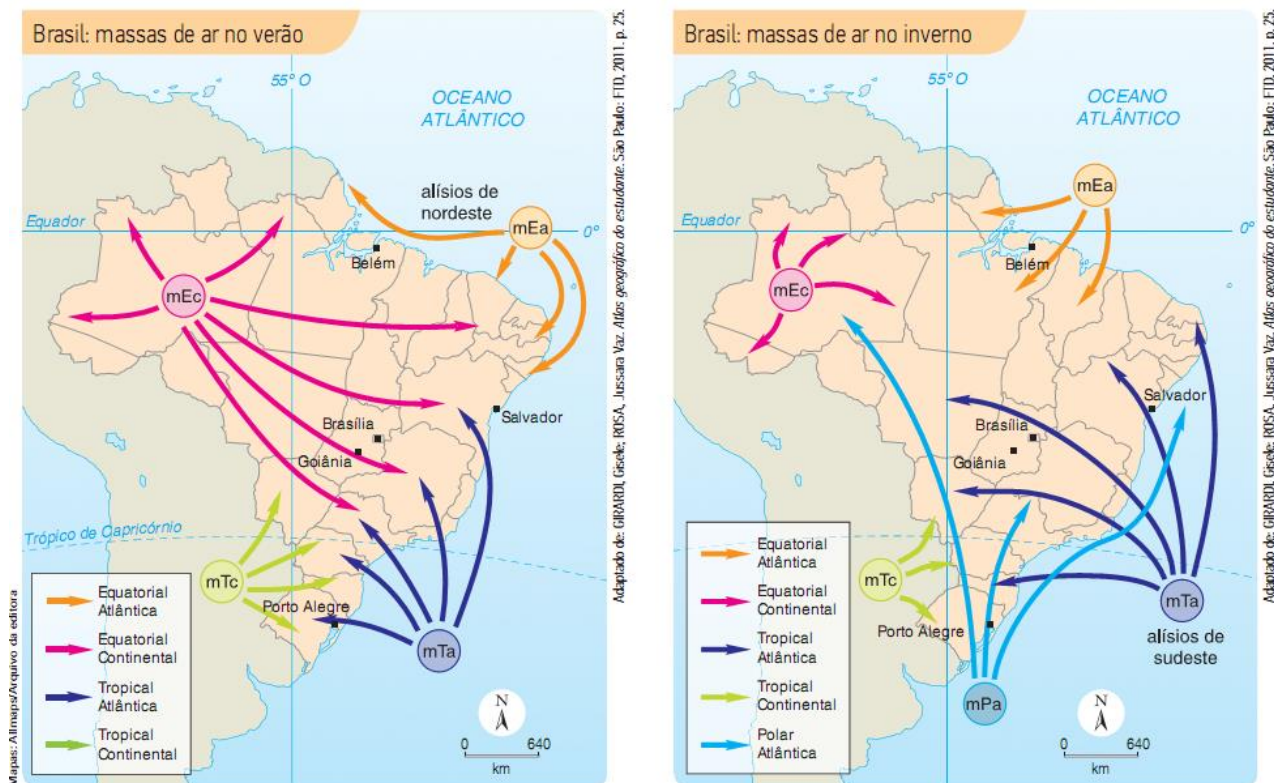 Brasil: massas de ar no verão
55° O
OCEANO
ATLÂNTICO
alísios de
nordeste
mEa
Equador
0°
Belém
mEc
Salvador
Brasília
Goiânia
Trópico de Capricórnio
mTc
Porto Alegre
mTa
Equatorial
Atlântica
Equatorial
Continental
Tropical
Atlântica
Tropical
Continental
N
0 640
km
Mapas: Allmaps/Arquivo da editora
Adaptado de: GIRARDI, Gisele; ROSA, Jussara Vaz. Atlas geográfico do estudante. São Paulo: FTD, 2011. p. 25.
Brasil: massas de ar no inverno
55° O
OCEANO
ATLÂNTICO
mEa
Equador
0°
Belém
mEc
Salvador
Brasília
Goiânia
mTc
mTa
Porto Alegre
alísios de
sudeste
mPa
Equatorial
Atlântica
Equatorial
Continental
Tropical
Atlântica
Tropical
Continental
Polar
Atlântica
N
0 640
km
Adaptado de: GIRARDI, Gisele; ROSA, Jussara Vaz. Atlas geográfico do estudante. São Paulo: FTD, 2011. p. 25.